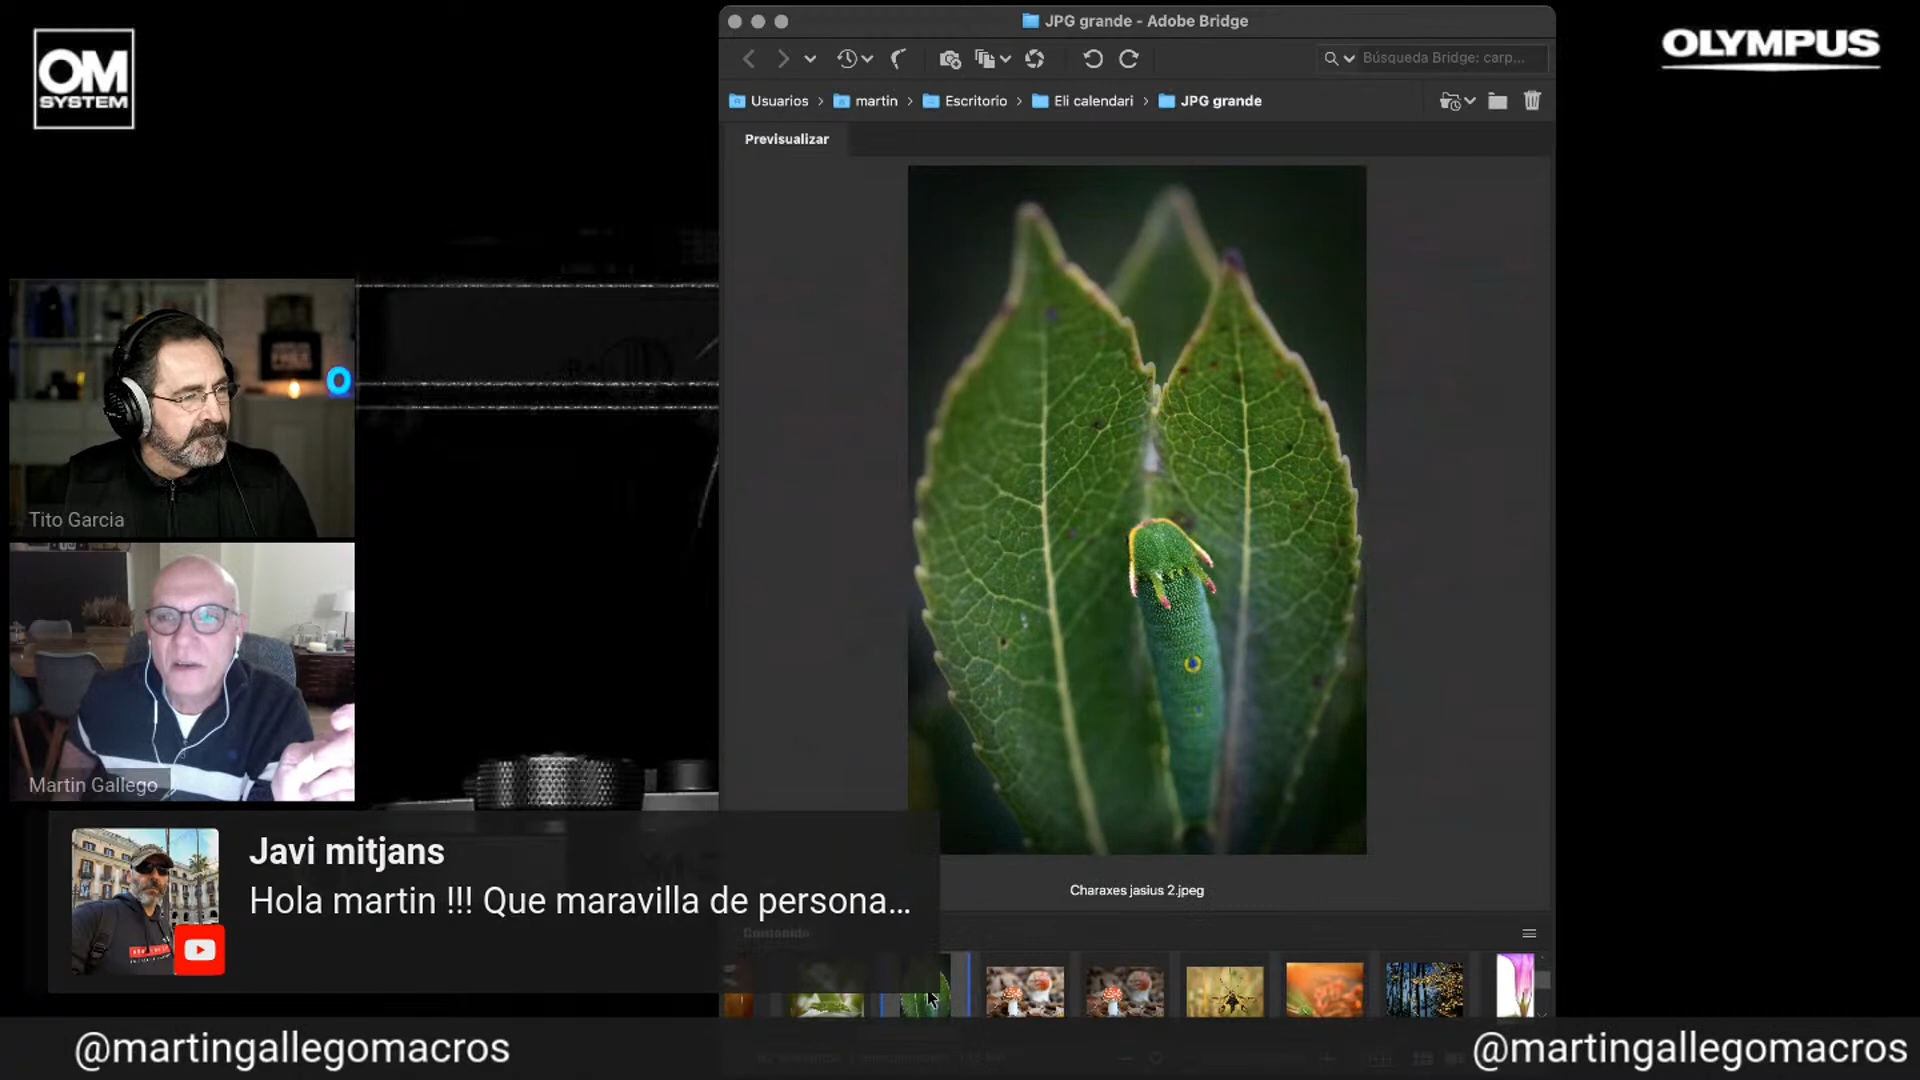 OM
SYSTEM
JPG grande - Adobe Bridge
OLYMPUS
Búsqueda Bridge: carp...
Usuarios > martin > Escritorio > Eli calendari > JPG grande
Previsualizar
Tito Garcia
Martin Gallego
Javi mitjans
Hola martin !!! Que maravilla de persona...
Charaxes jasius 2.jpeg
Contenido
@martingallegomacros
@martingallegomacros